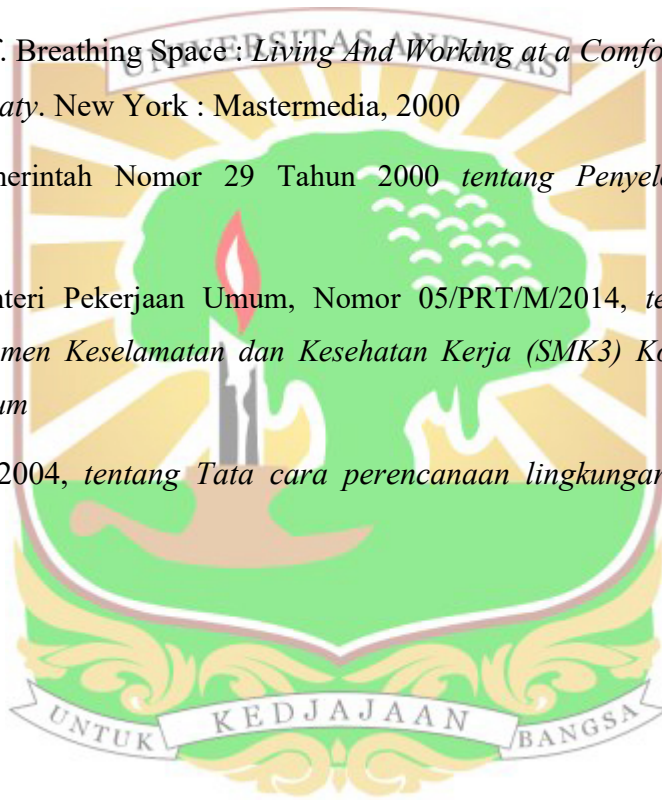 f. Breathing Space : Living And Working at a Comfo
UNIVERSITAS ANDALAS
aty. New York : Mastermedia, 2000
nerintah Nomor 29 Tahun 2000 tentang Penyel
nteri Pekerjaan Umum, Nomor 05/PRT/M/2014, te
men Keselamatan dan Kesehatan Kerja (SMK3) Ko
um
2004, tentang Tata cara perencanaan lingkungan
UNTUK KEDJAJAAN BANGSA